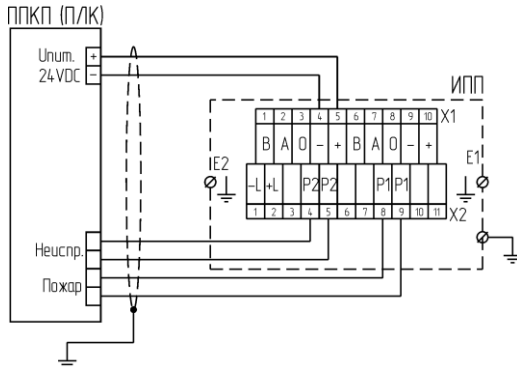 ППКП (П/К)
Uпит. +
24VDC −
ИПП
1 2 3 4 5 6 7 8 9 10 X1
B A 0 − + B A 0 − +
E2 E1
−L +L P2 P2 P1 P1
1 2 3 4 5 6 7 8 9 10 11 X2
Неиспр.
Пожар